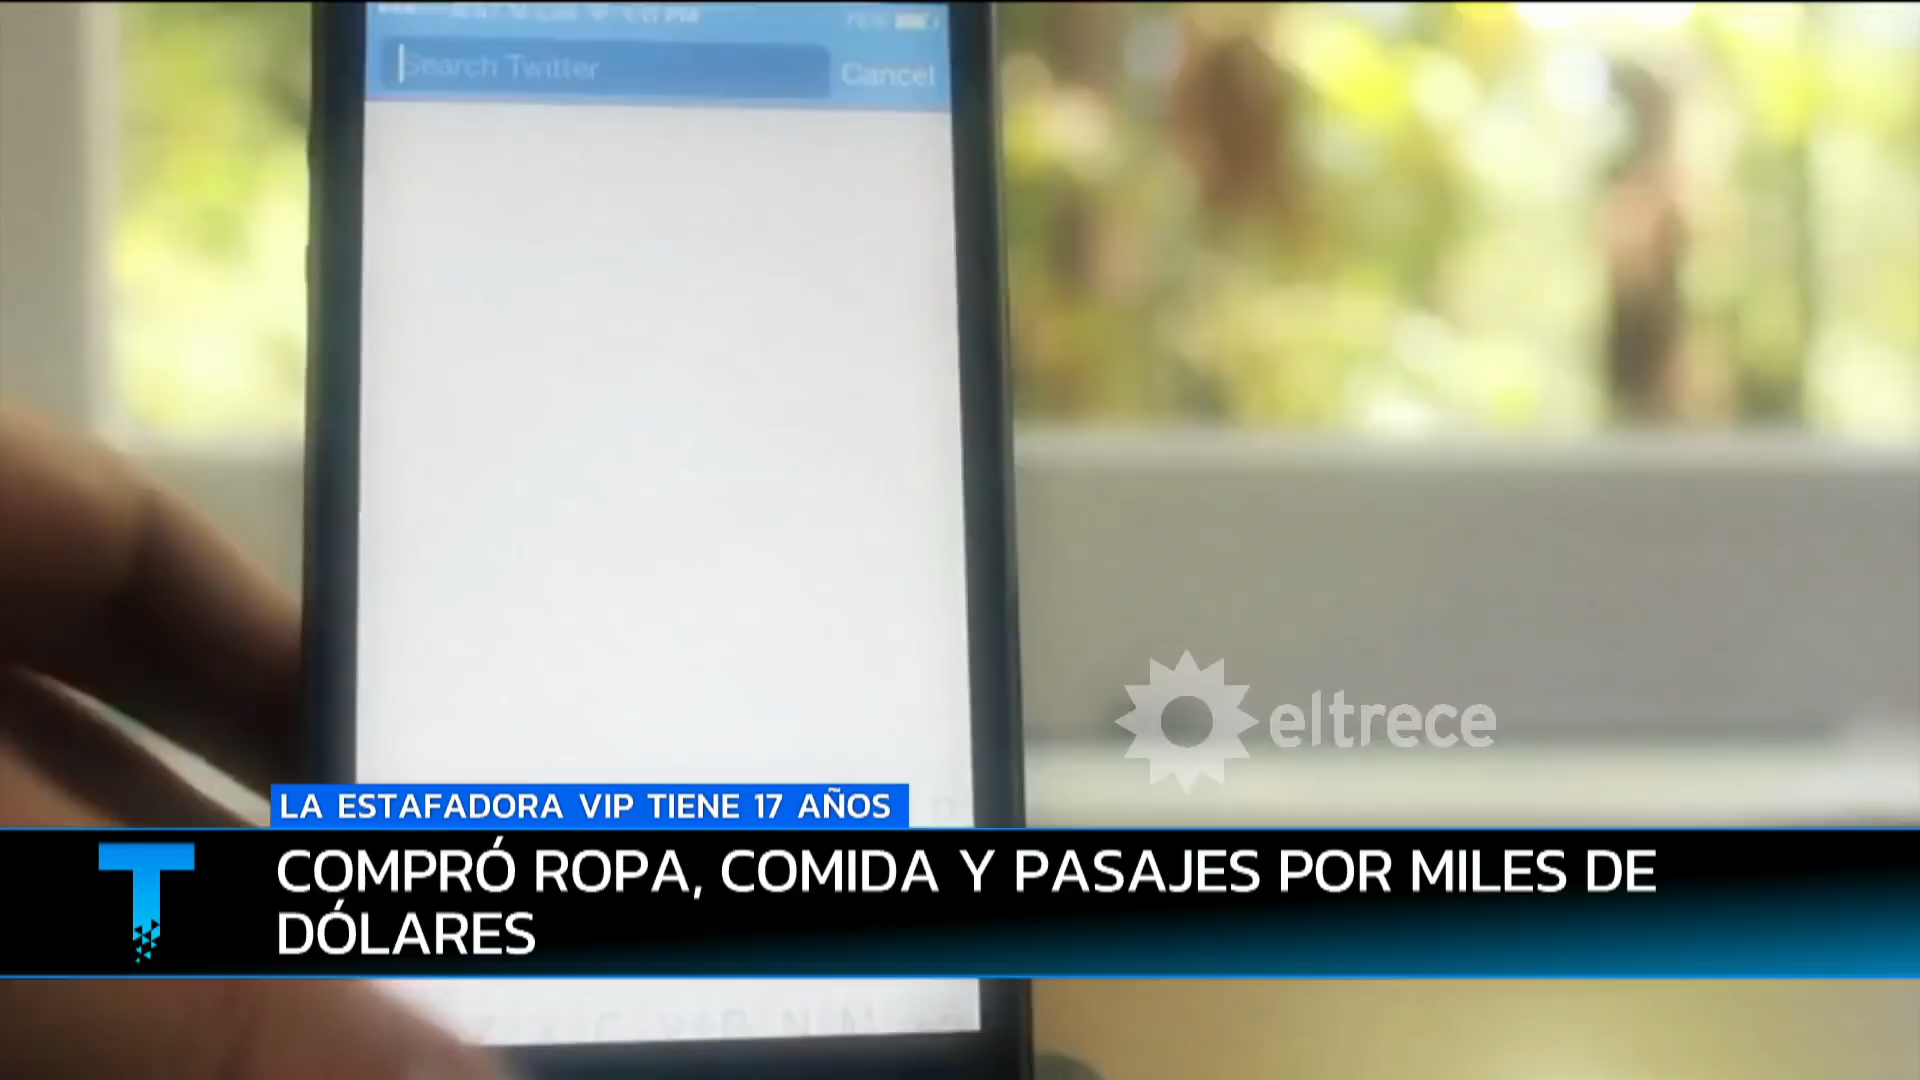 Search Twitter
Cancel
eltrece
LA ESTAFADORA VIP TIENE 17 AÑOS
T
COMPRÓ ROPA, COMIDA Y PASAJES POR MILES DE
DÓLARES